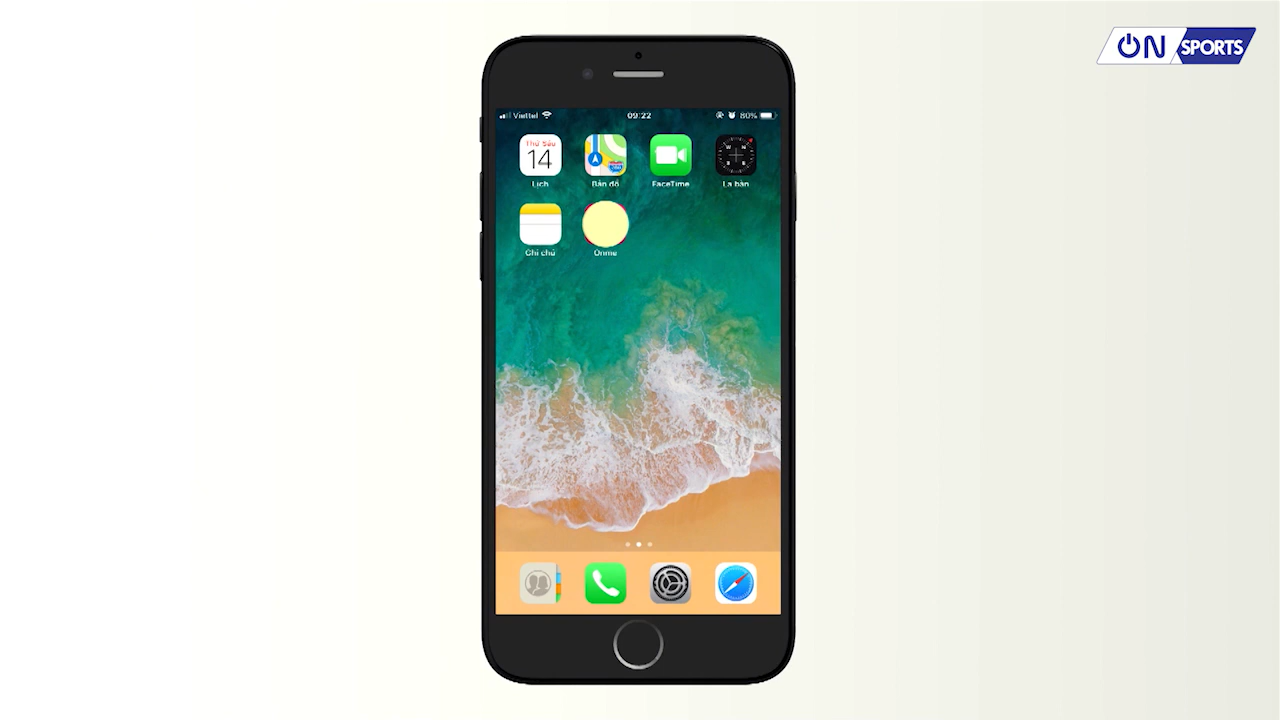 ON SPORTS
Viettel 09:22 80%
Thứ Sáu
14
W N
E S
Lịch Bản đồ FaceTime La bàn
Ghi chú Onme